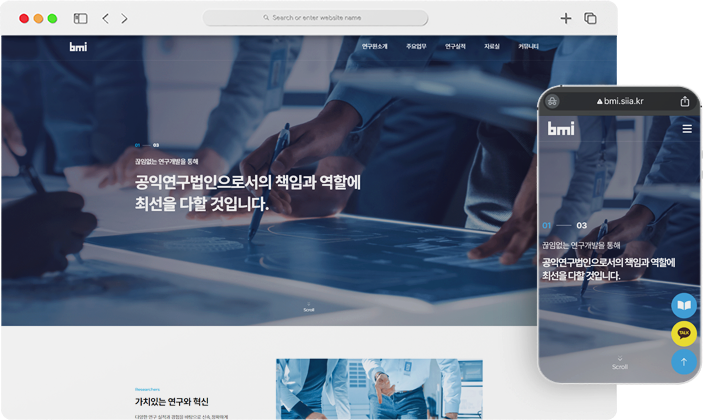 Search or enter website name
bmi
연구원소개 주요업무 연구실적 자료실 커뮤니티
01 03
끊임없는 연구개발을 통해
공익연구법인으로서의 책임과 역할에
최선을 다할 것입니다.
Scroll
Researchers
가치있는 연구와 혁신
다양한 연구 실적과 경험을 바탕으로 신속, 정확하게
bmi.siia.kr
bmi
01 03
끊임없는 연구개발을 통해
공익연구법인으로서의 책임과 역할에
최선을 다할 것입니다.
TALK
Scroll